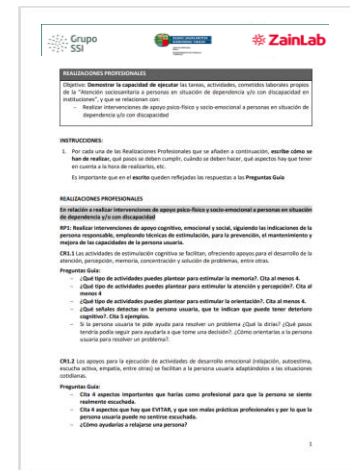 Grupo
SSI
ZainLab
REALIZACIONES PROFESIONALES
Objetivo: Demostrar la capacidad de ejecutar las tareas, actividades, cometidos laborales propios
de la "Atención sociosanitaria a personas en situación de dependencia y/o con discapacidad en
instituciones", y que se relacionan con:
- Realizar intervenciones de apoyo psico-físico y socio-emocional a personas en situación de
dependencia y/o con discapacidad
INSTRUCCIONES:
1. Por cada una de las Realizaciones Profesionales que se añaden a continuación, escribe cómo se
han de realizar, qué pasos se deben cumplir, cuándo se deben hacer, qué aspectos hay que tener
en cuenta a la hora de realizarlo, etc.
Es importante que en el escrito queden reflejadas las respuestas a las Preguntas Guía
REALIZACIONES PROFESIONALES
En relación a realizar intervenciones de apoyo psico-físico y socio-emocional a personas en situación
de dependencia y/o con discapacidad
RP1: Realizar intervenciones de apoyo cognitivo, emocional y social, siguiendo las indicaciones de la
persona responsable, empleando técnicas de estimulación, para la prevención, el mantenimiento y
mejora de las capacidades de la persona usuaria.
CR1.1 Las actividades de estimulación cognitiva se facilitan, ofreciendo apoyos para el desarrollo de la
atención, percepción, memoria, concentración y solución de problemas, entre otras.
Preguntas Guía:
- ¿Qué tipo de actividades puedes plantear para estimular la memoria?. Cita al menos 4.
- ¿Qué tipo de actividades puedes plantear para estimular la atención y percepción?. Cita al
menos 4
- ¿Qué tipo de actividades puedes plantear para estimular la orientación?. Cita al menos 4.
- ¿Qué señales detectas en la persona usuaria, que te indican que puede tener deterioro
cognitivo?. Cita 5 ejemplos.
- Si la persona usuaria te pide ayuda para resolver un problema ¿Qué la dirías? ¿Qué pasos
tendría podía seguir para ayudarla a que tome una decisión?. ¿Cómo orientarías a la persona
usuaria para resolver un problema?.
CR1.2 Los apoyos para la ejecución de actividades de desarrollo emocional (relajación, autoestima,
escucha activa, empatía, entre otras) se facilitan a la persona usuaria adaptándolos a las situaciones
cotidianas.
Preguntas Guía:
- Cita 4 aspectos importantes que harías como profesional para que la persona se siente
realmente escuchada.
- Cita 4 aspectos que hay que EVITAR, y que son malas prácticas profesionales y por lo que la
persona usuaria puede no sentirse escuchada.
- ¿Cómo ayudarías a relajarse una persona?
1